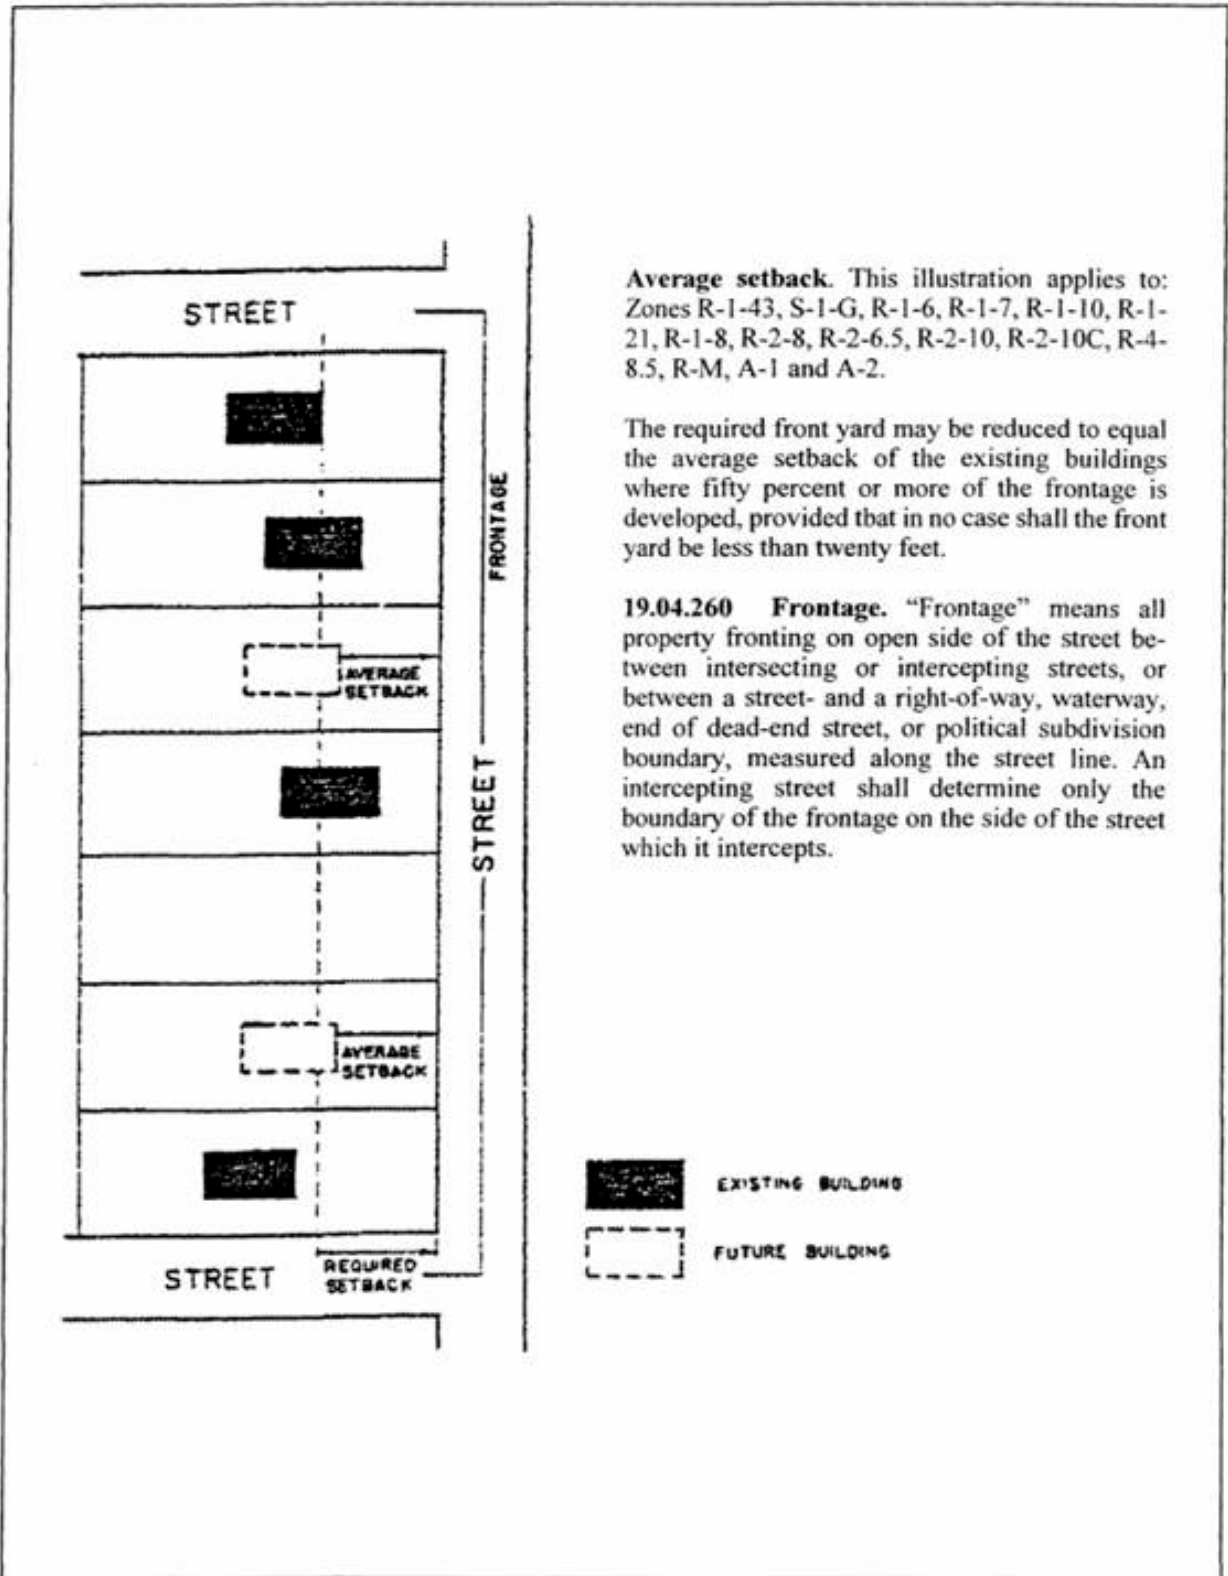 STREET
FRONTAGE
AVERAGE
SETBACK
STREET
AVERAGE
SETBACK
STREET
REQUIRED
SETBACK
Average setback. This illustration applies to:
Zones R-1-43, S-1-G, R-1-6, R-1-7, R-1-10, R-1-
21, R-1-8, R-2-8, R-2-6.5, R-2-10, R-2-10C, R-4-
8.5, R-M, A-1 and A-2.
The required front yard may be reduced to equal
the average setback of the existing buildings
where fifty percent or more of the frontage is
developed, provided tbat in no case shall the front
yard be less than twenty feet.
19.04.260 Frontage. “Frontage” means all
property fronting on open side of the street be-
tween intersecting or intercepting streets, or
between a street- and a right-of-way, waterway,
end of dead-end street, or political subdivision
boundary, measured along the street line. An
intercepting street shall determine only the
boundary of the frontage on the side of the street
which it intercepts.
EXISTING BUILDING
FUTURE BUILDING